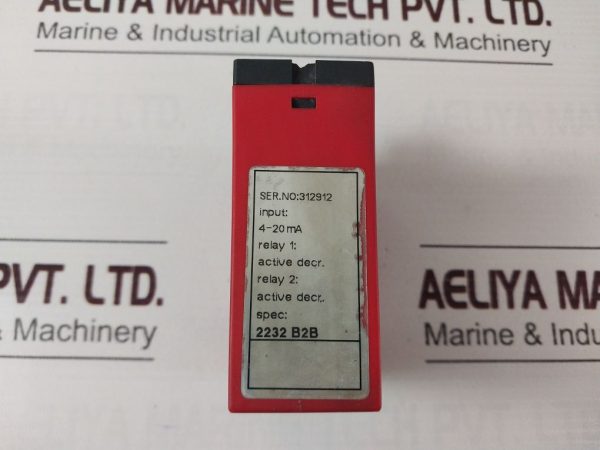 AELIYA MARINE TECH PVT. LTD.
Marine & Industrial Automation & Machinery
SER.NO:312912
input:
4-20mA
relay 1:
active decr.
relay 2:
active decr.
spec:
2232 B2B
PVT. LTD.
& Machinery
AELIYA MA
Marine & Indu